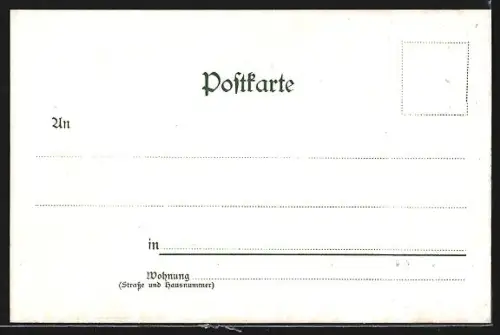 Poſtkarte
An
in
Wohnung
(Straße und Hausnummer)